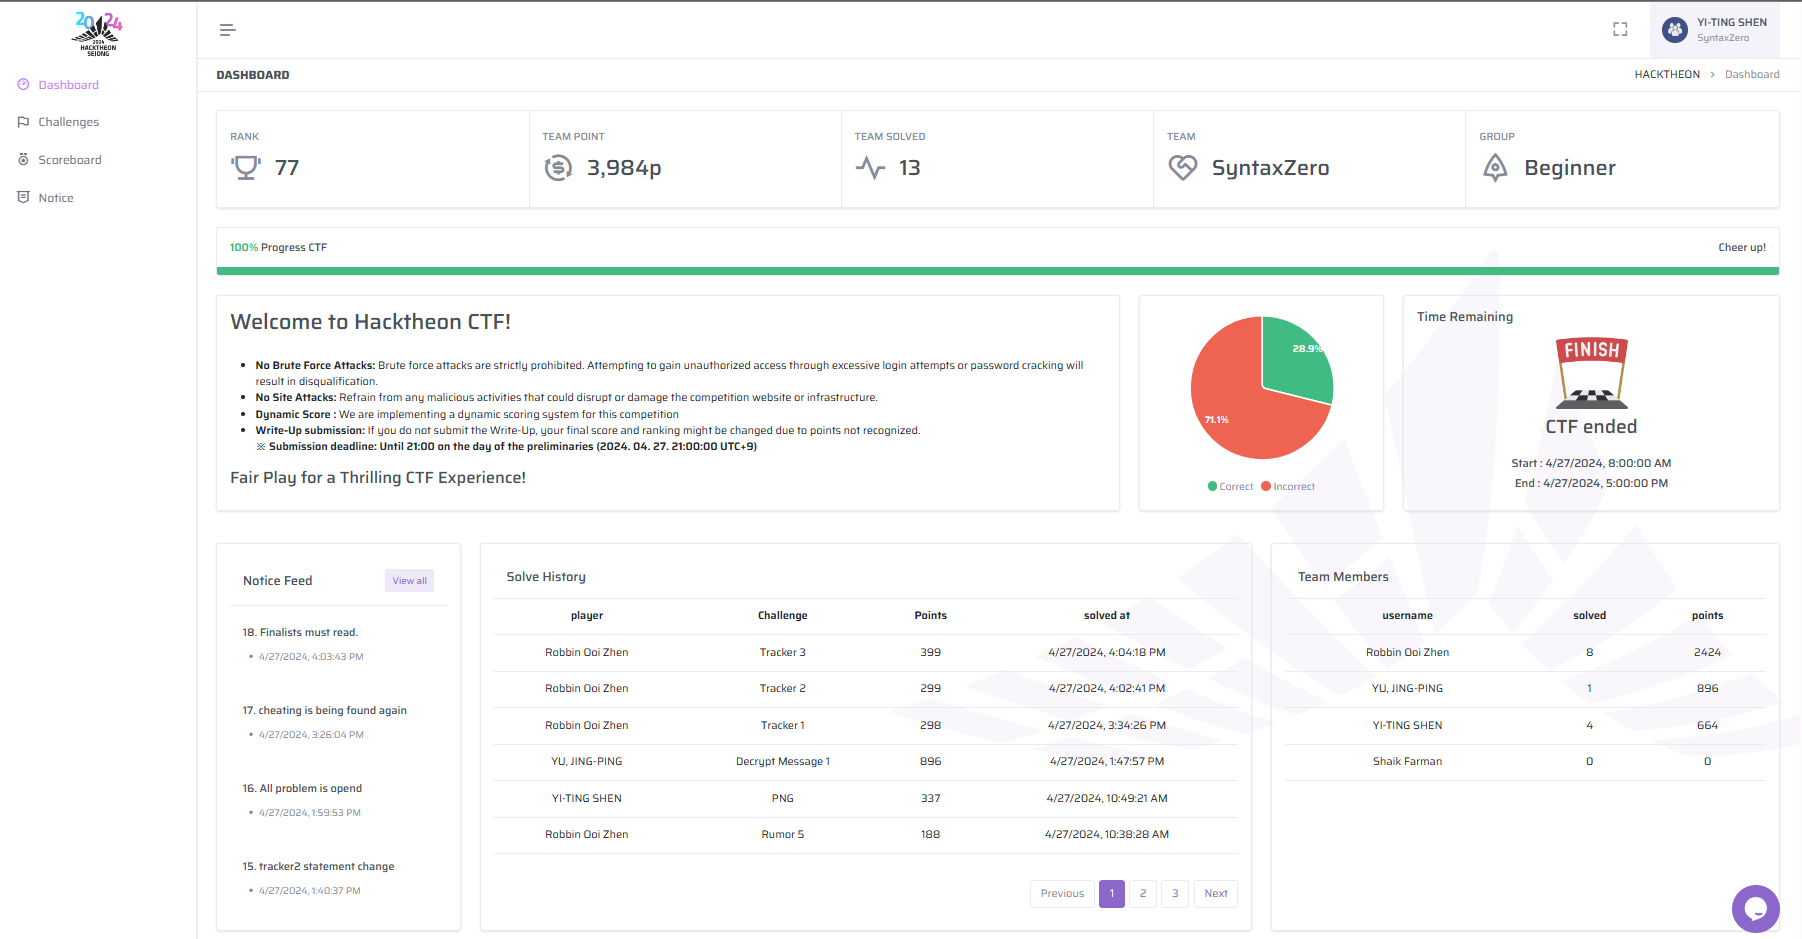 2024
2024
HACKTHEON
SEJONG
Dashboard
Challenges
Scoreboard
Notice
YI-TING SHEN
SyntaxZero
DASHBOARD
HACKTHEON > Dashboard
RANK
77
TEAM POINT
3,984p
TEAM SOLVED
13
TEAM
SyntaxZero
GROUP
Beginner
100% Progress CTF
Cheer up!
Welcome to Hacktheon CTF!
• No Brute Force Attacks: Brute force attacks are strictly prohibited. Attempting to gain unauthorized access through excessive login attempts or password cracking will
result in disqualification.
• No Site Attacks: Refrain from any malicious activities that could disrupt or damage the competition website or infrastructure.
• Dynamic Score : We are implementing a dynamic scoring system for this competition
• Write-Up submission: If you do not submit the Write-Up, your final score and ranking might be changed due to points not recognized.
※ Submission deadline: Until 21:00 on the day of the preliminaries (2024. 04. 27. 21:00:00 UTC+9)
Fair Play for a Thrilling CTF Experience!
28.9%
71.1%
Correct Incorrect
Time Remaining
FINISH
CTF ended
Start : 4/27/2024, 8:00:00 AM
End : 4/27/2024, 5:00:00 PM
Notice Feed
View all
18. Finalists must read.
• 4/27/2024, 4:03:43 PM
17. cheating is being found again
• 4/27/2024, 3:26:04 PM
16. All problem is opend
• 4/27/2024, 1:59:53 PM
15. tracker2 statement change
• 4/27/2024, 1:40:37 PM
Solve History
player Challenge Points solved at
Robbin Ooi Zhen Tracker 3 399 4/27/2024, 4:04:18 PM
Robbin Ooi Zhen Tracker 2 299 4/27/2024, 4:02:41 PM
Robbin Ooi Zhen Tracker 1 298 4/27/2024, 3:34:26 PM
YU, JING-PING Decrypt Message 1 896 4/27/2024, 1:47:57 PM
YI-TING SHEN PNG 337 4/27/2024, 10:49:21 AM
Robbin Ooi Zhen Rumor 5 188 4/27/2024, 10:38:28 AM
Previous 1 2 3 Next
Team Members
username solved points
Robbin Ooi Zhen 8 2424
YU, JING-PING 1 896
YI-TING SHEN 4 664
Shaik Farman 0 0